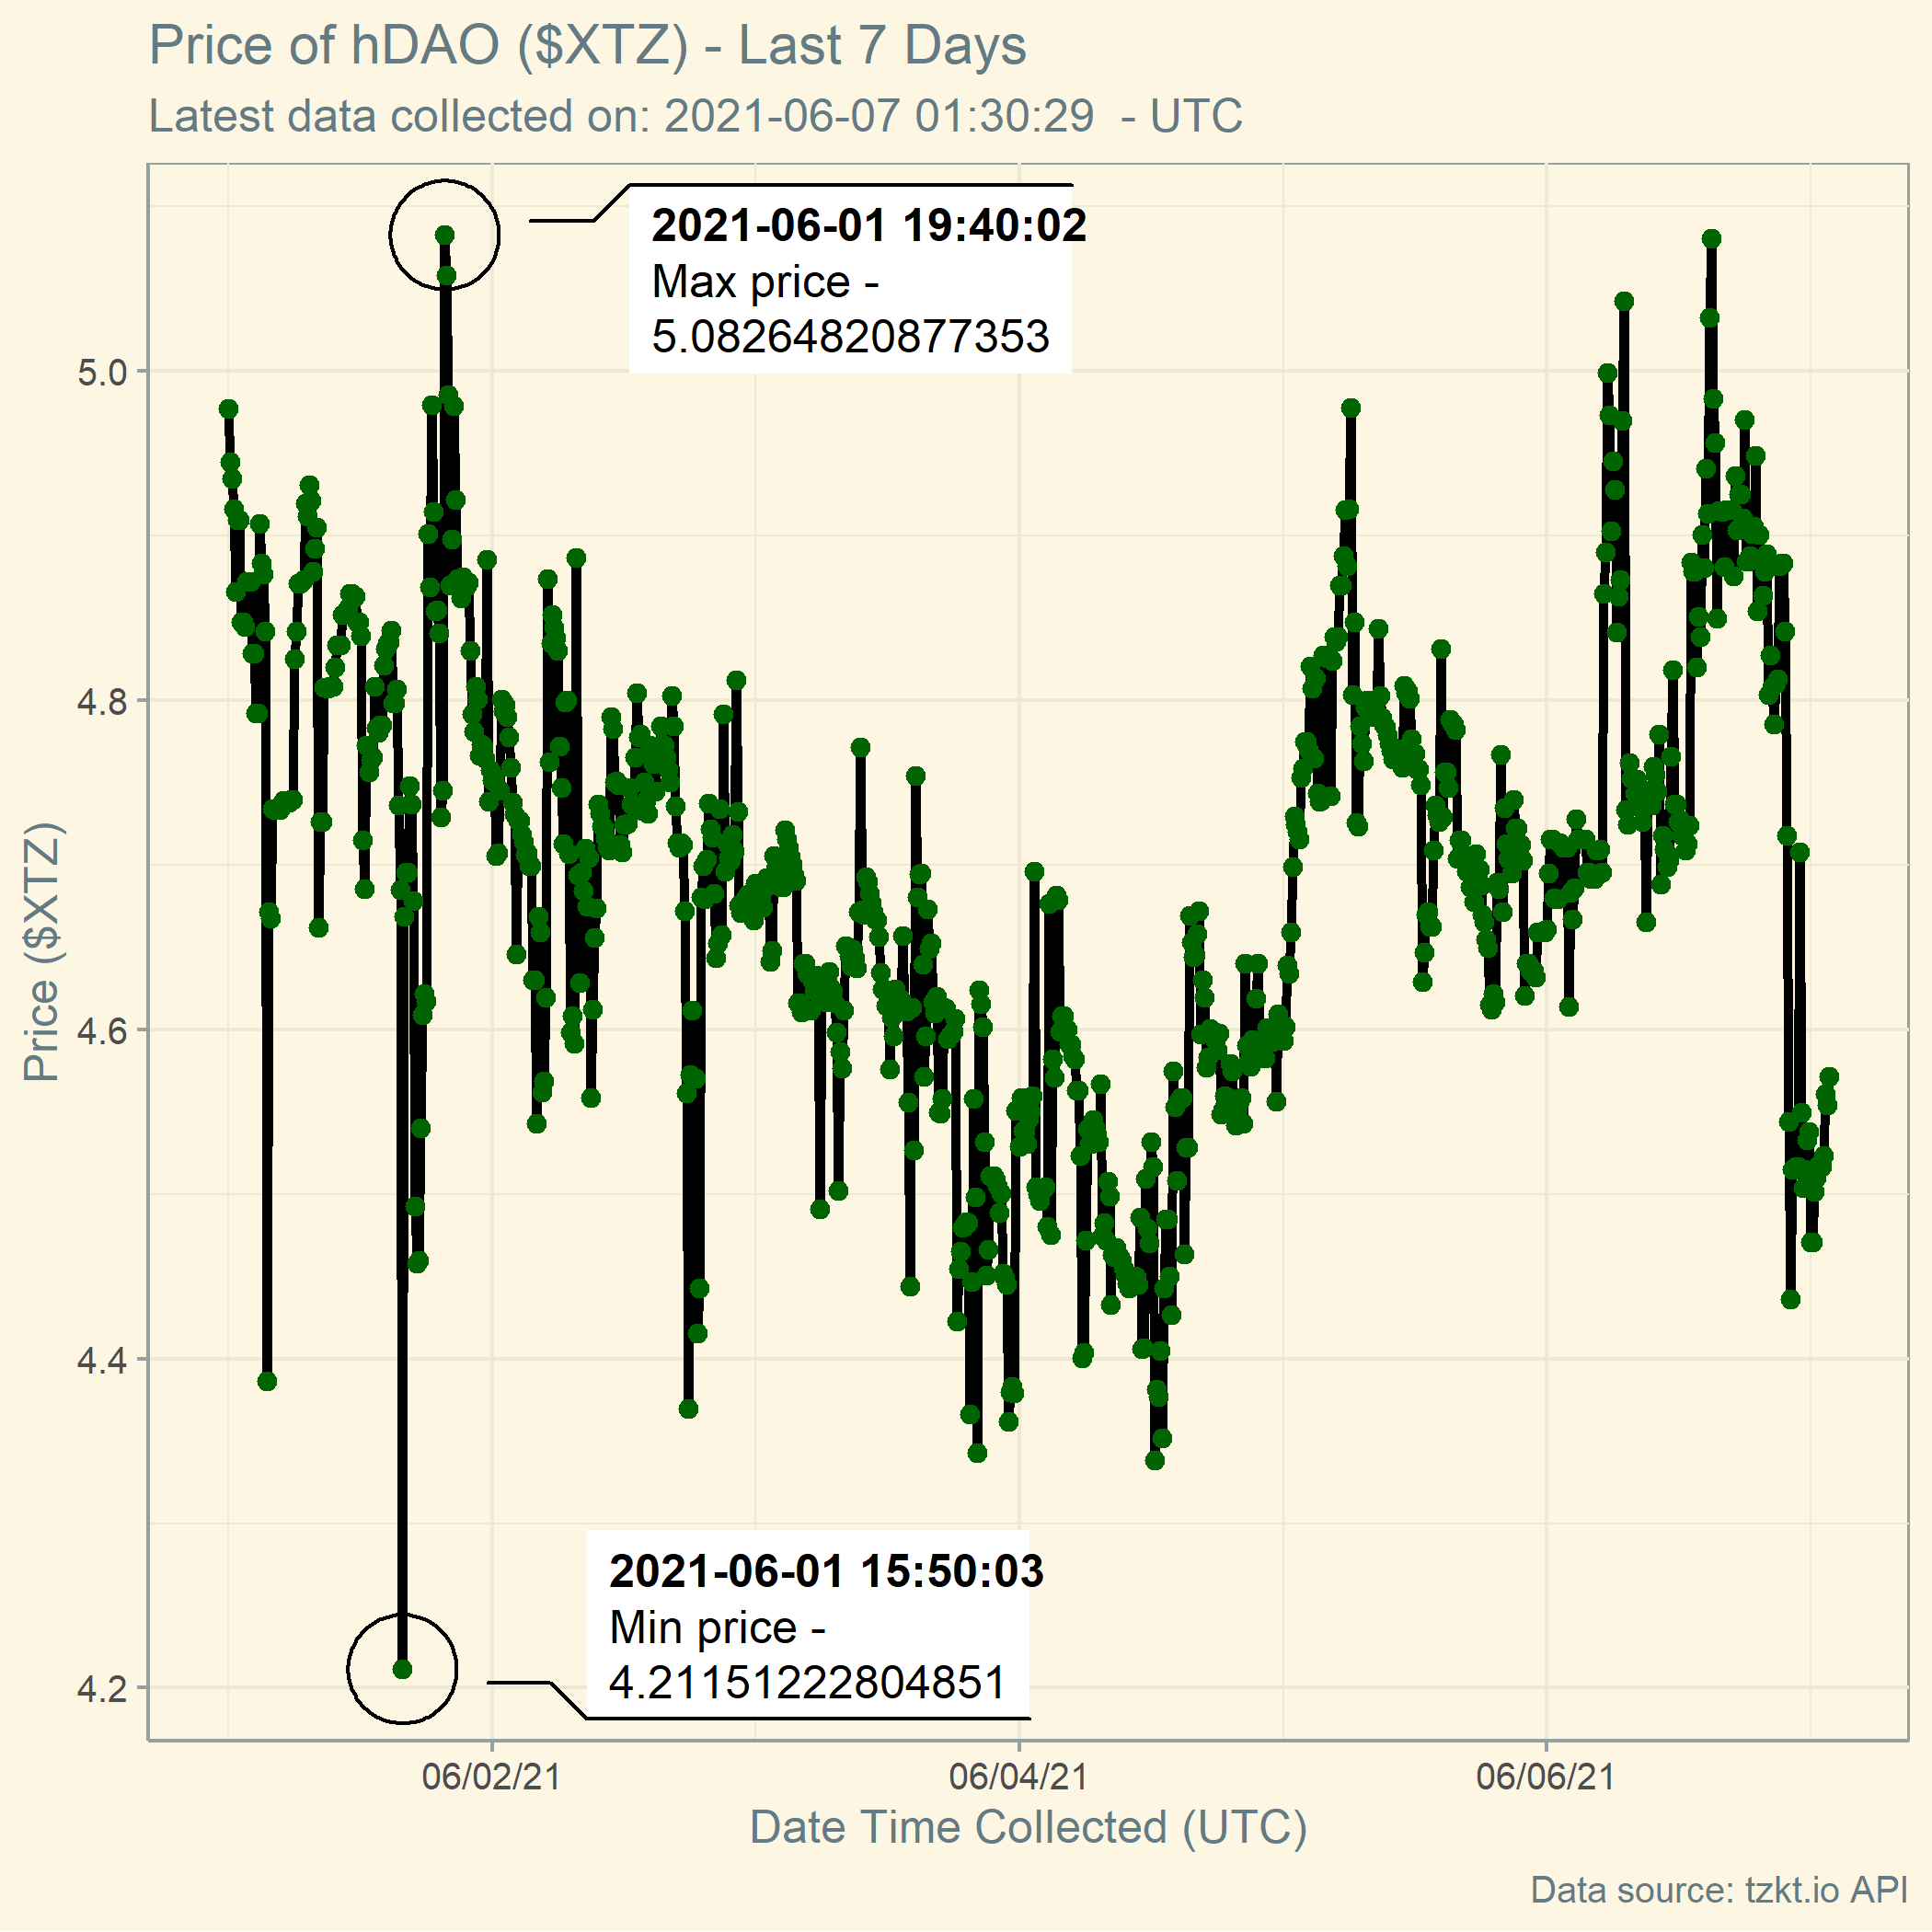 Price of hDAO ($XTZ) - Last 7 Days
Latest data collected on: 2021-06-07 01:30:29  - UTC
2021-06-01 19:40:02
Max price -
5.08264820877353
5.0
4.8
4.6
4.4
4.2
Price ($XTZ)
2021-06-01 15:50:03
Min price -
4.21151222804851
06/02/21
06/04/21
06/06/21
Date Time Collected (UTC)
Data source: tzkt.io API